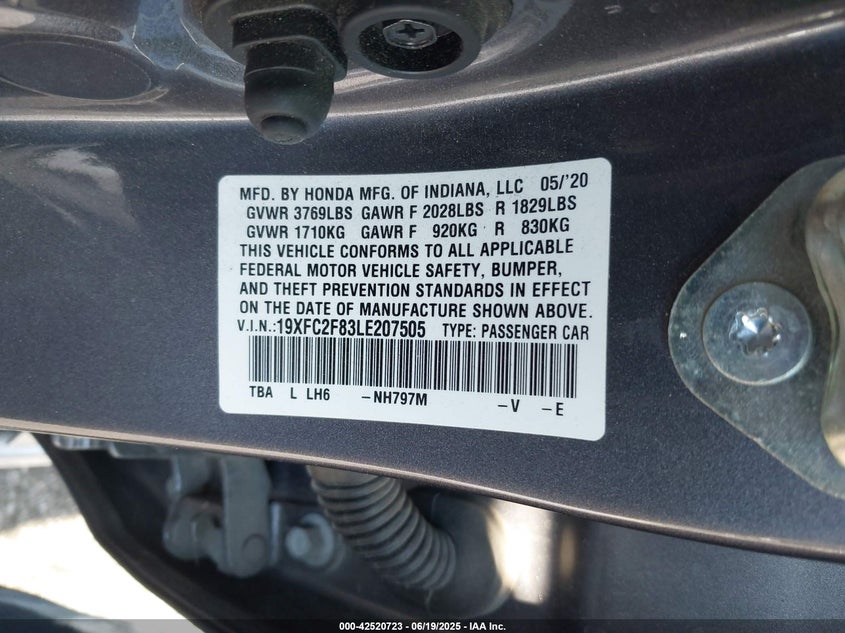 MFD. BY HONDA MFG. OF INDIANA, LLC 05/'20
GVWR 3769LBS GAWR F 2028LBS R 1829LBS
GVWR 1710KG GAWR F 920KG R 830KG
THIS VEHICLE CONFORMS TO ALL APPLICABLE
FEDERAL MOTOR VEHICLE SAFETY, BUMPER,
AND THEFT PREVENTION STANDARDS IN EFFECT
ON THE DATE OF MANUFACTURE SHOWN ABOVE.
V.I.N.:19XFC2F83LE207505 TYPE: PASSENGER CAR
TBA L LH6 -NH797M -V -E
000-42520723 - 06/19/2025 - IAA Inc.